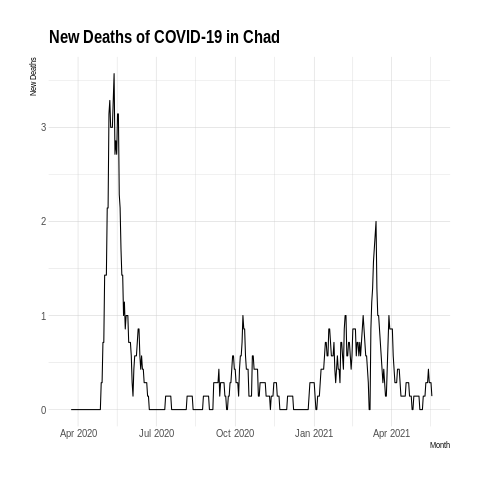 New Deaths of COVID-19 in Chad
New Deaths
3
2
1
0
Apr 2020 Jul 2020 Oct 2020 Jan 2021 Apr 2021
Month